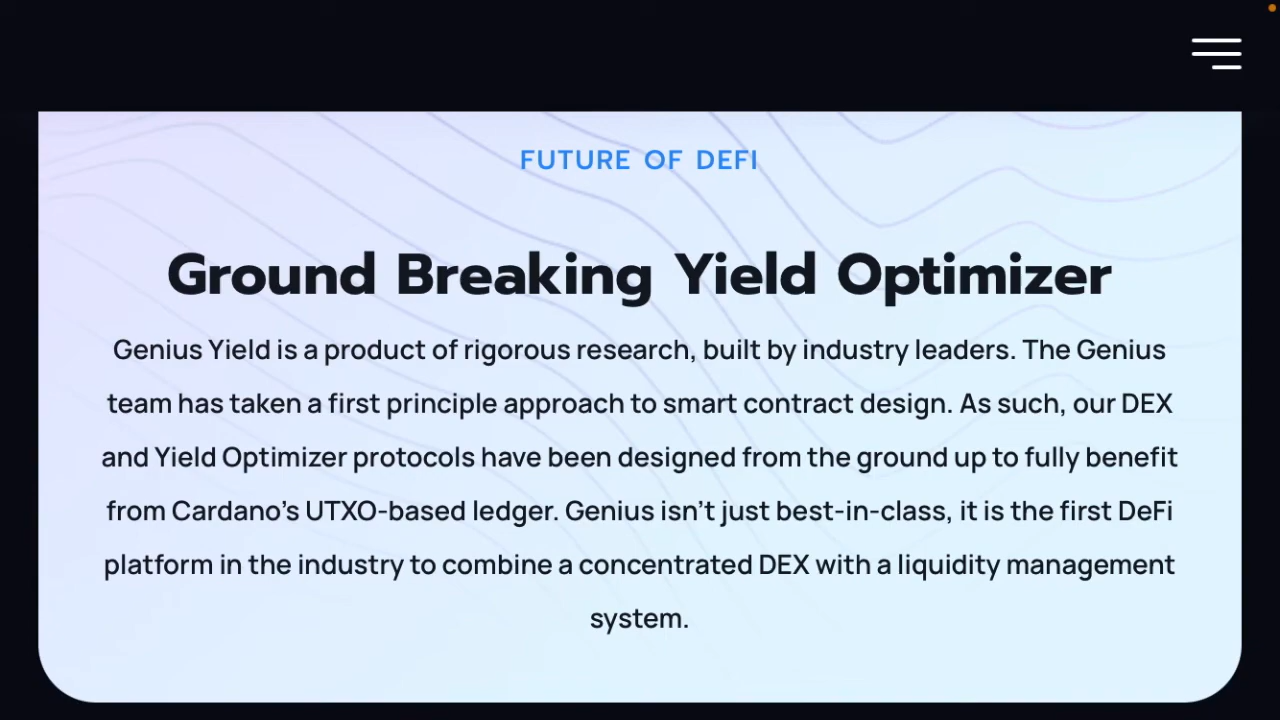 FUTURE OF DEFI
Ground Breaking Yield Optimizer
Genius Yield is a product of rigorous research, built by industry leaders. The Genius
team has taken a first principle approach to smart contract design. As such, our DEX
and Yield Optimizer protocols have been designed from the ground up to fully benefit
from Cardano’s UTXO-based ledger. Genius isn’t just best-in-class, it is the first DeFi
platform in the industry to combine a concentrated DEX with a liquidity management
system.